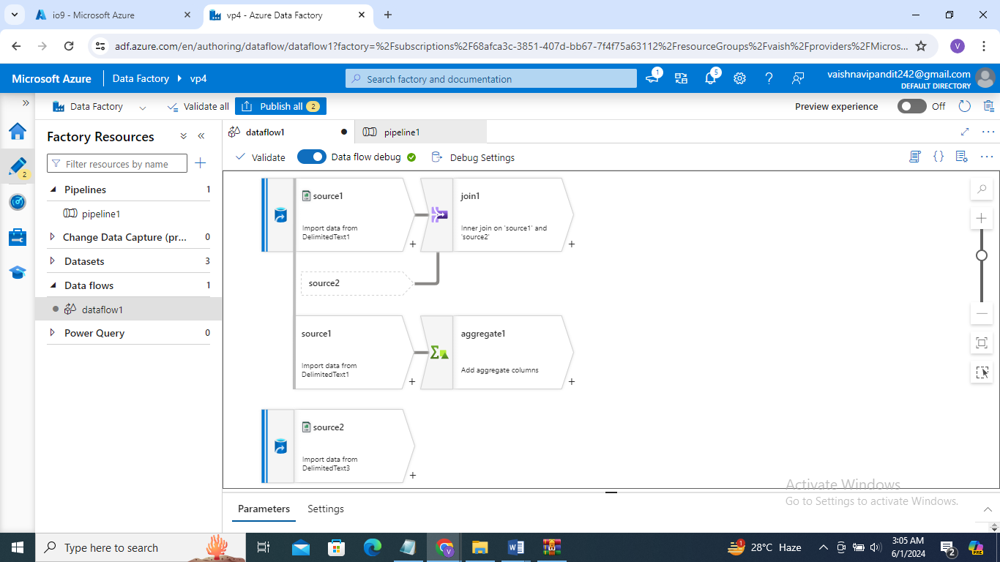 io9 - Microsoft Azure
vp4 - Azure Data Factory
adf.azure.com/en/authoring/dataflow/dataflow1?factory=%2Fsubscriptions%2F68afca3c-3851-407d-bb67-7f4f75a63112%2FresourceGroups%2Fvaish%2Fproviders%2FMicros...
V
Microsoft Azure
Data Factory
vp4
Search factory and documentation
1
5
vaishnavipandit242@gmail.com
DEFAULT DIRECTORY
Data Factory
Validate all
Publish all 2
Preview experience
Off
2
Factory Resources
Filter resources by name
Pipelines 1
pipeline1
Change Data Capture (pr... 0
Datasets 3
Data flows 1
dataflow1
Power Query 0
dataflow1
pipeline1
Validate
Data flow debug
Debug Settings
source1
Import data from
DelimitedText1
join1
Inner join on 'source1' and
'source2'
source2
source1
Import data from
DelimitedText1
aggregate1
Add aggregate columns
source2
Import data from
DelimitedText3
Activate Windows
Go to Settings to activate Windows.
Parameters
Settings
Type here to search
28°C Haze
3:05 AM
6/1/2024
2
PRE